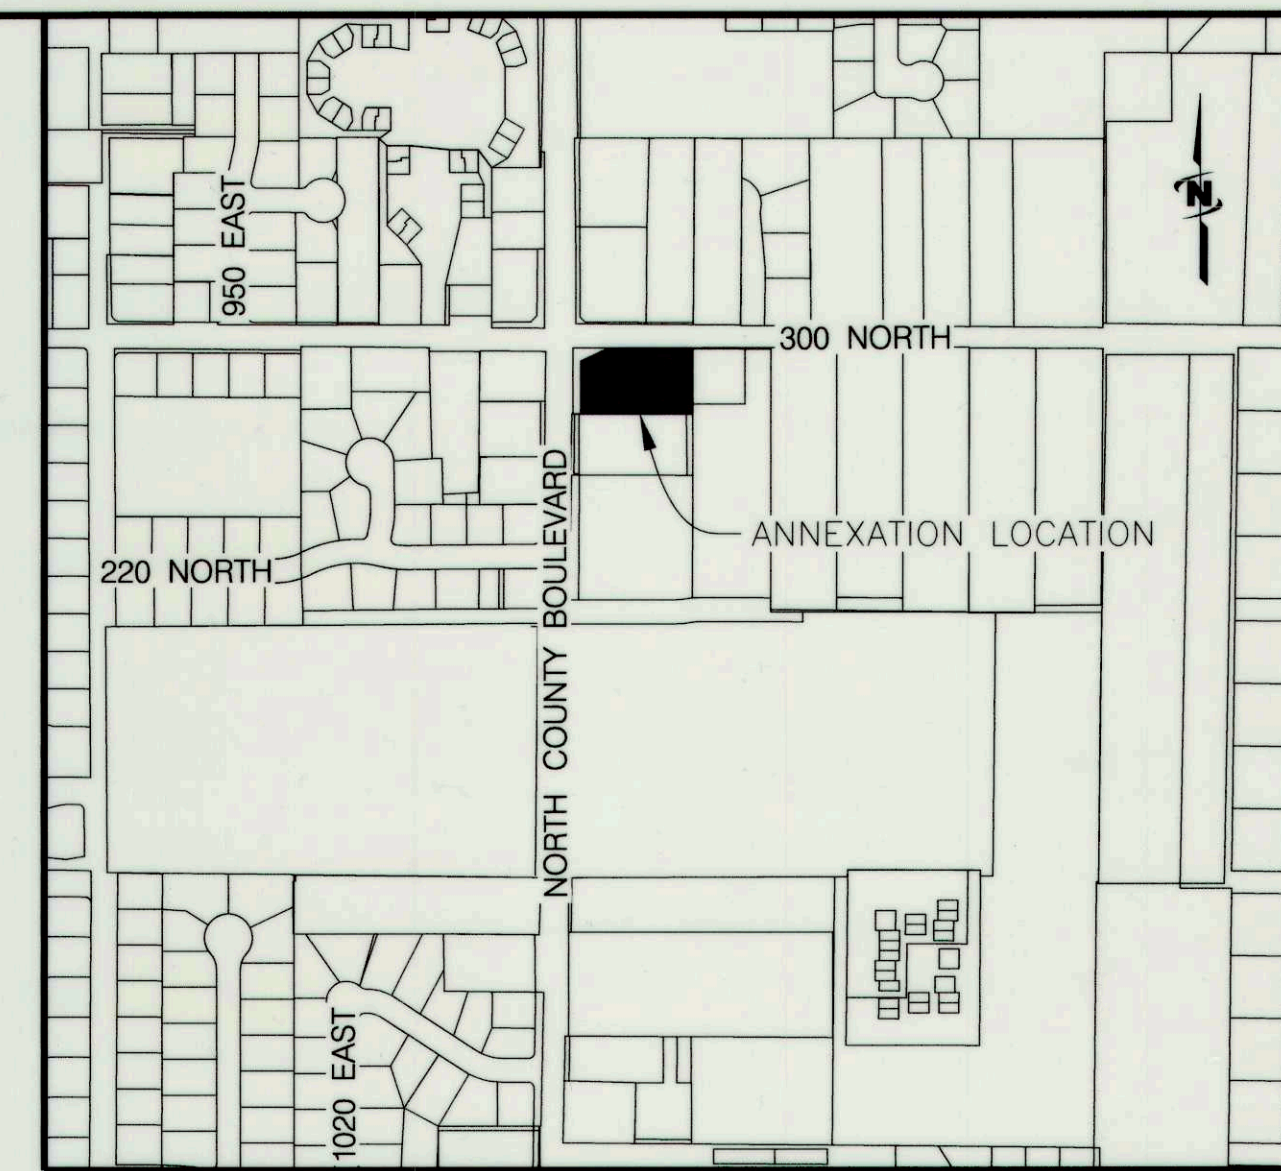 950 EAST
N
300 NORTH
ANNEXATION LOCATION
220 NORTH
NORTH COUNTY BOULEVARD
1020 EAST